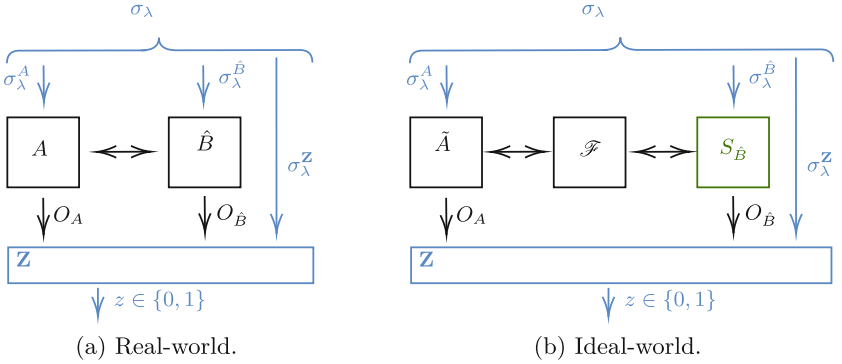 σ_λ σ_λ
σ_λ^A σ_λ^B̂ σ_λ^A σ_λ^B̂
A B̂ Ã ℱ S_B̂
σ_λ^Z σ_λ^Z
O_A O_B̂ O_A O_B̂
Z Z
z ∈ {0, 1} z ∈ {0, 1}
(a) Real-world. (b) Ideal-world.